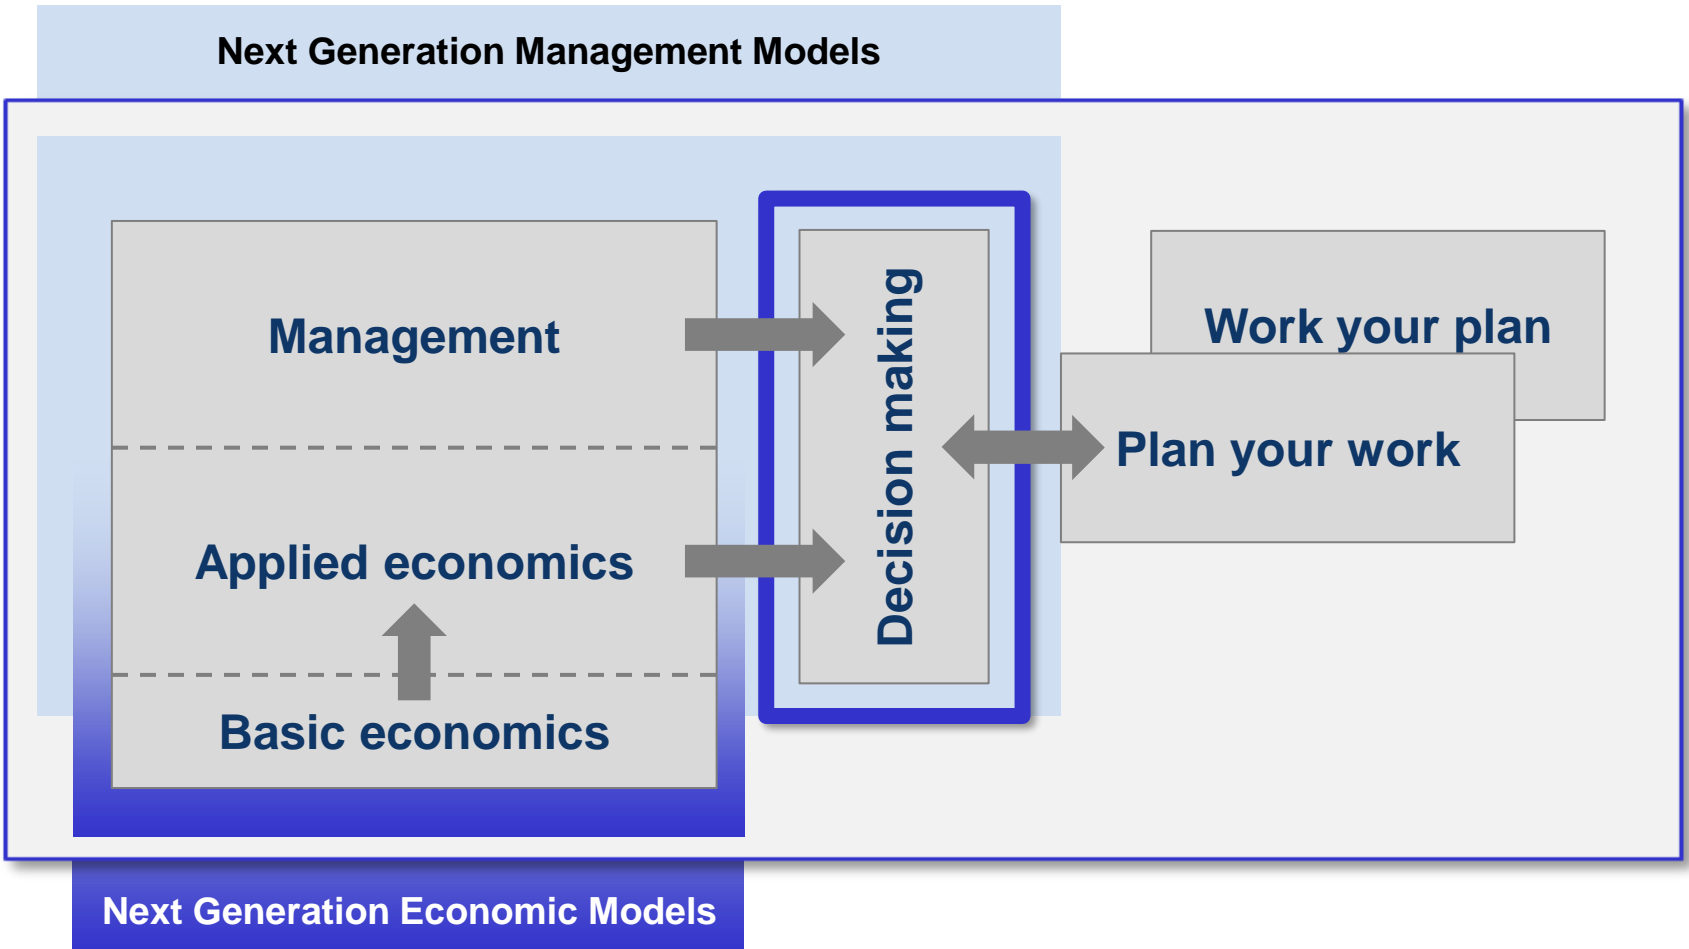 Next Generation Management Models
Management
Decision making
Work your plan
Plan your work
Applied economics
Basic economics
Next Generation Economic Models